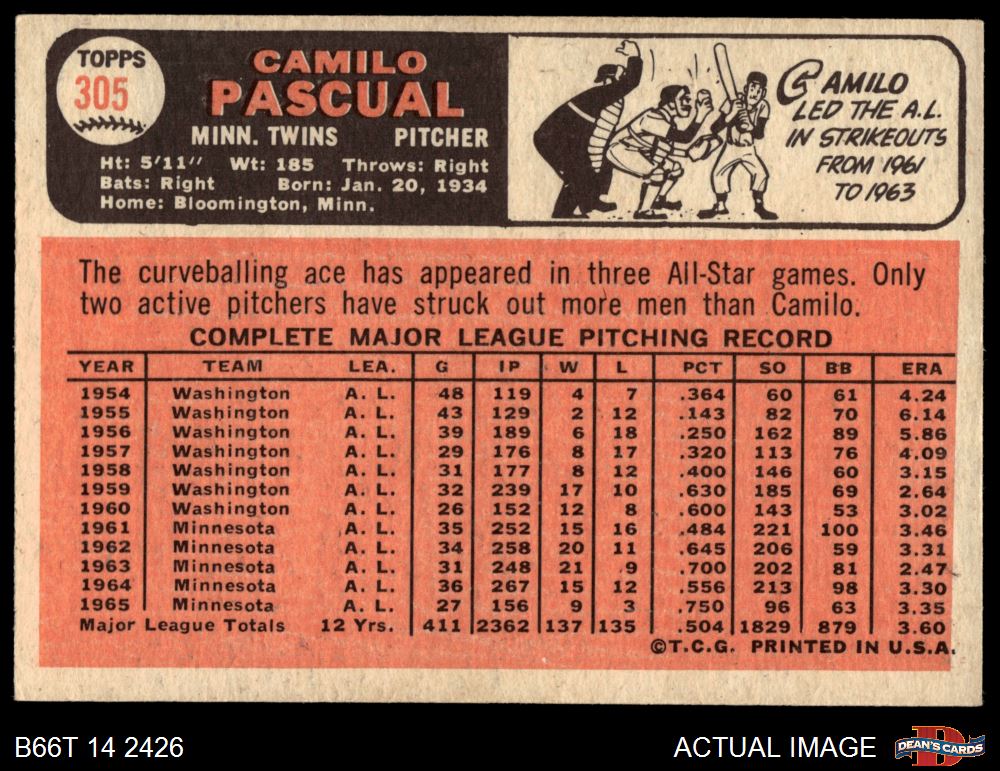 TOPPS
305
CAMILO
PASCUAL
MINN. TWINS PITCHER
Ht: 5'11" Wt: 185 Throws: Right
Bats: Right Born: Jan. 20, 1934
Home: Bloomington, Minn.
CAMILO
LED THE A.L.
IN STRIKEOUTS
FROM 1961
TO 1963
The curveballing ace has appeared in three All-Star games. Only
two active pitchers have struck out more men than Camilo.
COMPLETE MAJOR LEAGUE PITCHING RECORD
YEAR TEAM LEA. G IP W L PCT SO BB ERA
1954 Washington A. L. 48 119 4 7 .364 60 61 4.24
1955 Washington A. L. 43 129 2 12 .143 82 70 6.14
1956 Washington A. L. 39 189 6 18 .250 162 89 5.86
1957 Washington A. L. 29 176 8 17 .320 113 76 4.09
1958 Washington A. L. 31 177 8 12 .400 146 60 3.15
1959 Washington A. L. 32 239 17 10 .630 185 69 2.64
1960 Washington A. L. 26 152 12 8 .600 143 53 3.02
1961 Minnesota A. L. 35 252 15 16 .484 221 100 3.46
1962 Minnesota A. L. 34 258 20 11 .645 206 59 3.31
1963 Minnesota A. L. 31 248 21 9 .700 202 81 2.47
1964 Minnesota A. L. 36 267 15 12 .556 213 98 3.30
1965 Minnesota A. L. 27 156 9 3 .750 96 63 3.35
Major League Totals 12 Yrs. 411 2362 137 135 .504 1829 879 3.60
©T.C.G. PRINTED IN U.S.A.
B66T 14 2426 ACTUAL IMAGE
D
DEAN'S CARDS